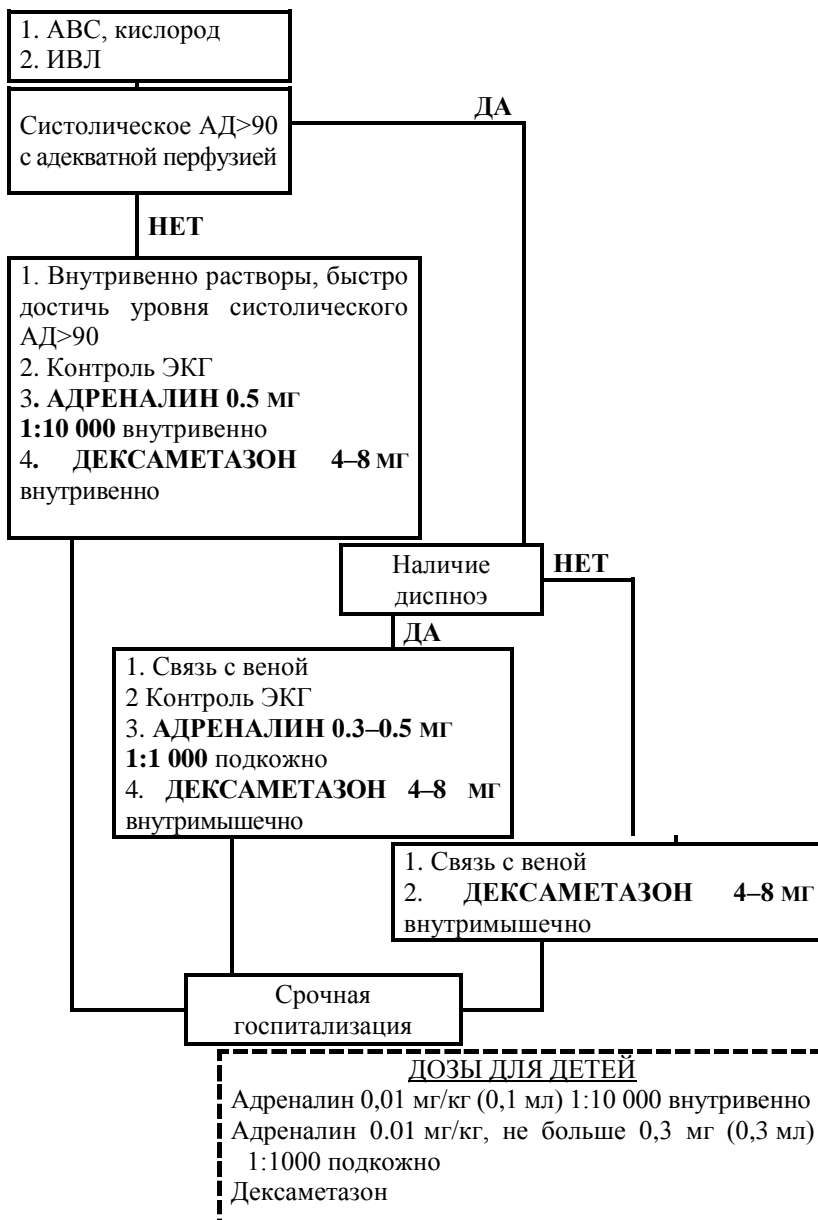 1. АВС, кислород
2. ИВЛ
Систолическое АД>90
с адекватной перфузией
ДА
НЕТ
1. Внутривенно растворы, быстро
достичь уровня систолического
АД>90
2. Контроль ЭКГ
3. АДРЕНАЛИН 0.5 МГ
1:10 000 внутривенно
4. ДЕКСАМЕТАЗОН 4–8 МГ
внутривенно
Наличие
диспноэ
НЕТ
ДА
1. Связь с веной
2 Контроль ЭКГ
3. АДРЕНАЛИН 0.3–0.5 МГ
1:1 000 подкожно
4. ДЕКСАМЕТАЗОН 4–8 МГ
внутримышечно
1. Связь с веной
2. ДЕКСАМЕТАЗОН 4–8 МГ
внутримышечно
Срочная
госпитализация
ДОЗЫ ДЛЯ ДЕТЕЙ
Адреналин 0,01 мг/кг (0,1 мл) 1:10 000 внутривенно
Адреналин 0.01 мг/кг, не больше 0,3 мг (0,3 мл)
1:1000 подкожно
Дексаметазон